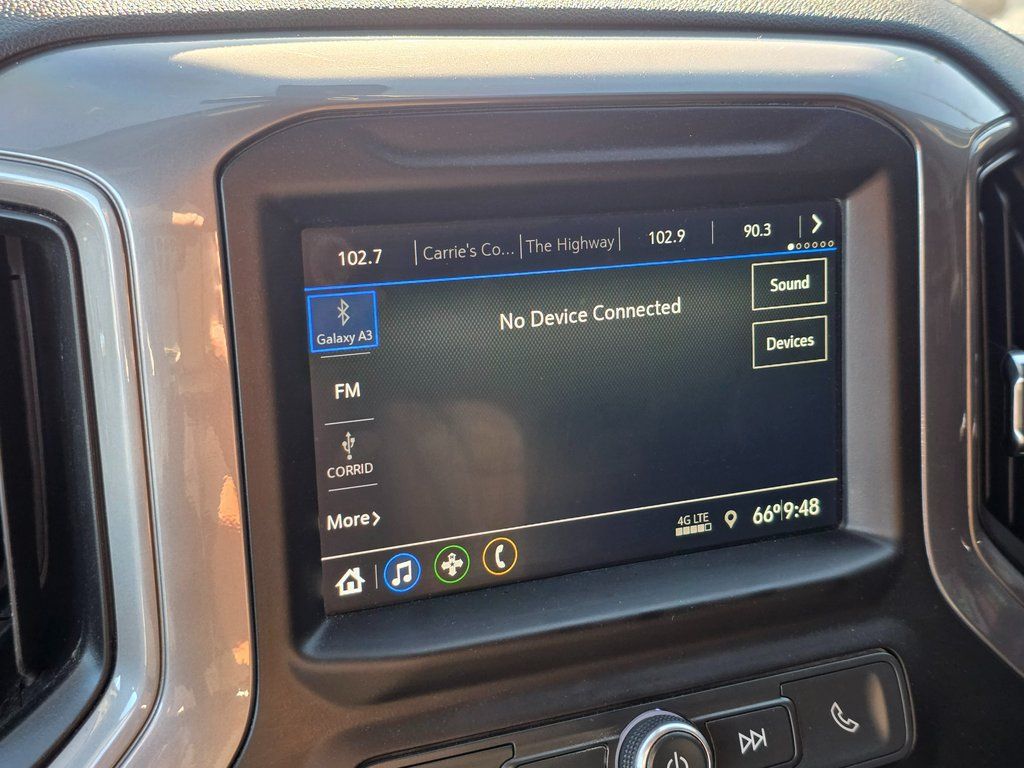 102.7 Carrie's Co... The Highway 102.9 90.3
Galaxy A3
No Device Connected
Sound
Devices
FM
CORRID
More
4G LTE
66° 9:48